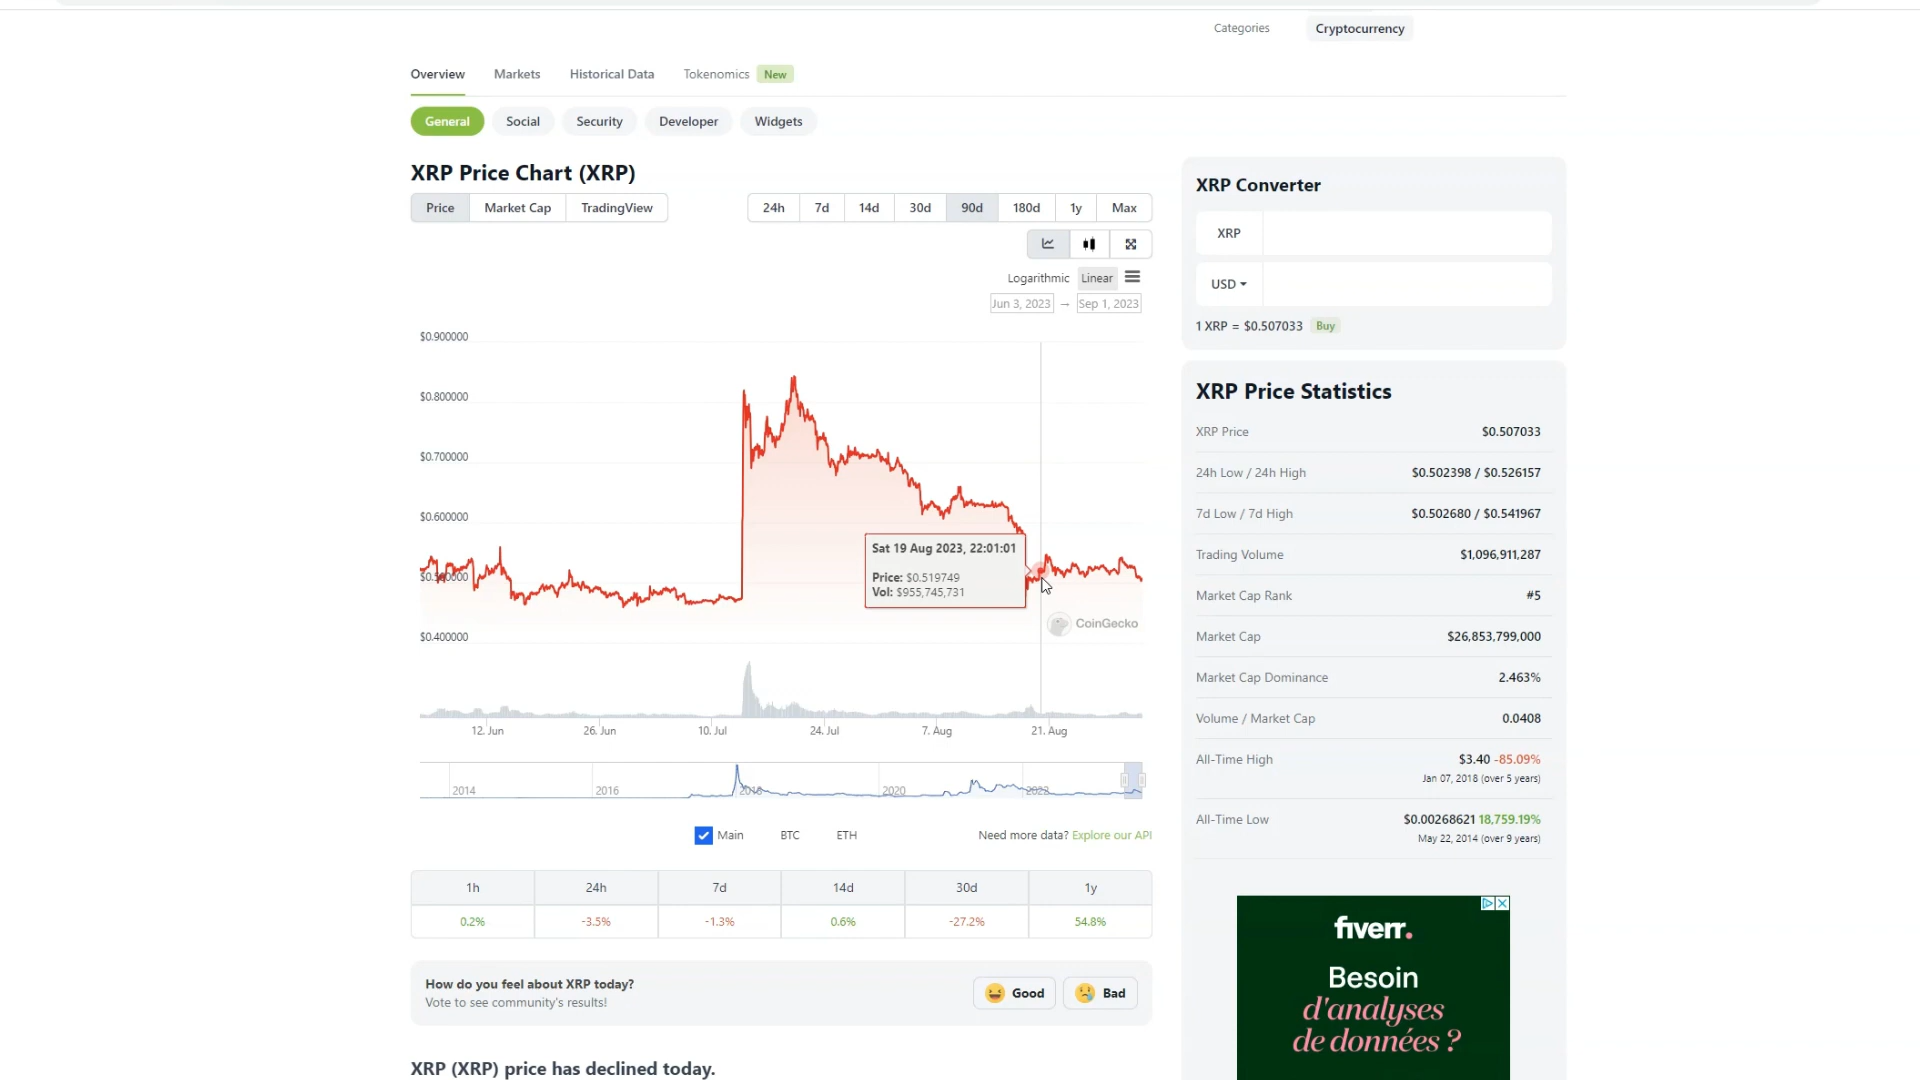 Categories Cryptocurrency
Overview Markets Historical Data Tokenomics New
General Social Security Developer Widgets
XRP Price Chart (XRP)
Price Market Cap TradingView 24h 7d 14d 30d 90d 180d 1y Max
Logarithmic Linear
Jun 3, 2023 → Sep 1, 2023
$0.900000
$0.800000
$0.700000
$0.600000
$0.500000
$0.400000
Sat 19 Aug 2023, 22:01:01
Price: $0.519749
Vol: $955,745,731
CoinGecko
12. Jun 26. Jun 10. Jul 24. Jul 7. Aug 21. Aug
2014 2016 2018 2020 2022
Main BTC ETH Need more data? Explore our API
1h 24h 7d 14d 30d 1y
0.2% -3.5% -1.3% 0.6% -27.2% 54.8%
How do you feel about XRP today?
Vote to see community's results!
Good Bad
XRP (XRP) price has declined today.
XRP Converter
XRP
USD
1 XRP = $0.507033 Buy
XRP Price Statistics
XRP Price $0.507033
24h Low / 24h High $0.502398 / $0.526157
7d Low / 7d High $0.502680 / $0.541967
Trading Volume $1,096,911,287
Market Cap Rank #5
Market Cap $26,853,799,000
Market Cap Dominance 2.463%
Volume / Market Cap 0.0408
All-Time High $3.40 -85.09%
Jan 07, 2018 (over 5 years)
All-Time Low $0.00268621 18,759.19%
May 22, 2014 (over 9 years)
fiverr.
Besoin
d'analyses
de données ?